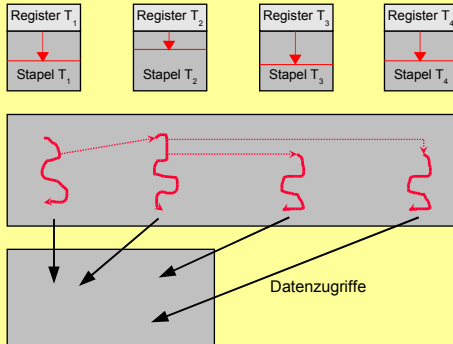 Register T1 Register T2 Register T3 Register T4
Stapel T1 Stapel T2 Stapel T3 Stapel T4
Datenzugriffe